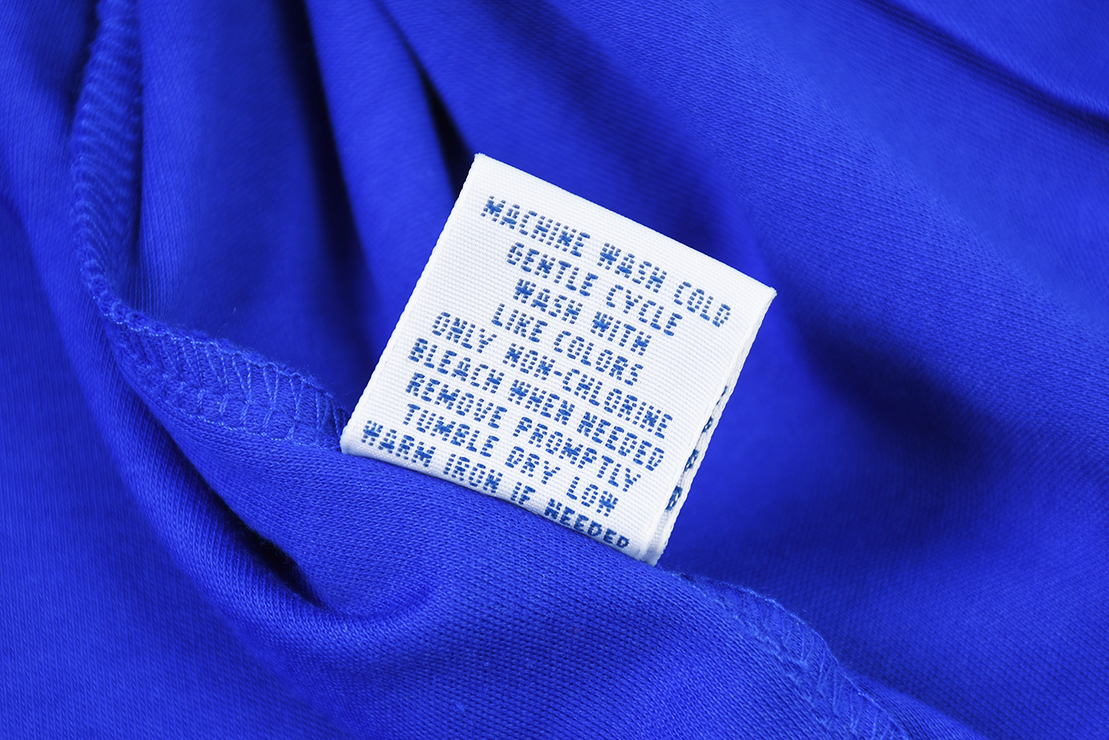 MACHINE WASH COLD
GENTLE CYCLE
WASH WITH
LIKE COLORS
ONLY NON-CHLORINE
BLEACH WHEN NEEDED
REMOVE PROMPTLY
TUMBLE DRY LOW
WARM IRON IF NEEDED